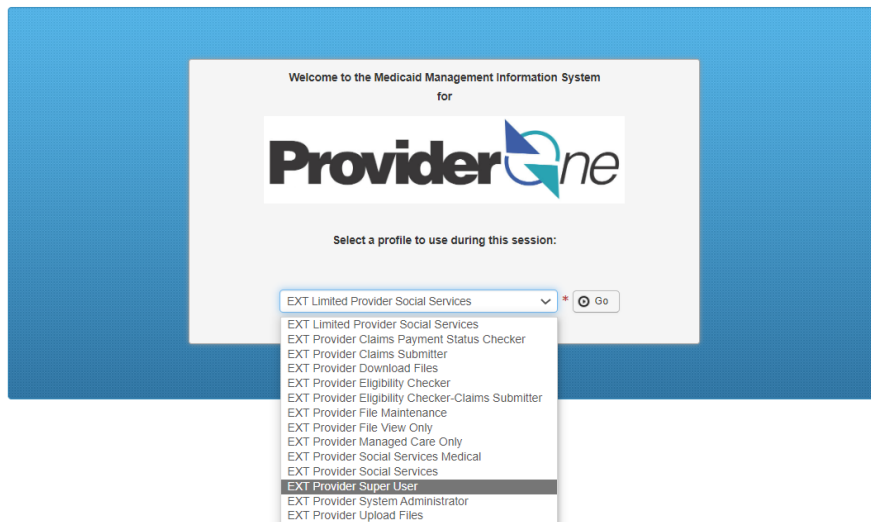 Welcome to the Medicaid Management Information System
for
ProviderOne
Select a profile to use during this session:
EXT Limited Provider Social Services * Go
EXT Limited Provider Social Services
EXT Provider Claims Payment Status Checker
EXT Provider Claims Submitter
EXT Provider Download Files
EXT Provider Eligibility Checker
EXT Provider Eligibility Checker-Claims Submitter
EXT Provider File Maintenance
EXT Provider File View Only
EXT Provider Managed Care Only
EXT Provider Social Services Medical
EXT Provider Social Services
EXT Provider Super User
EXT Provider System Administrator
EXT Provider Upload Files